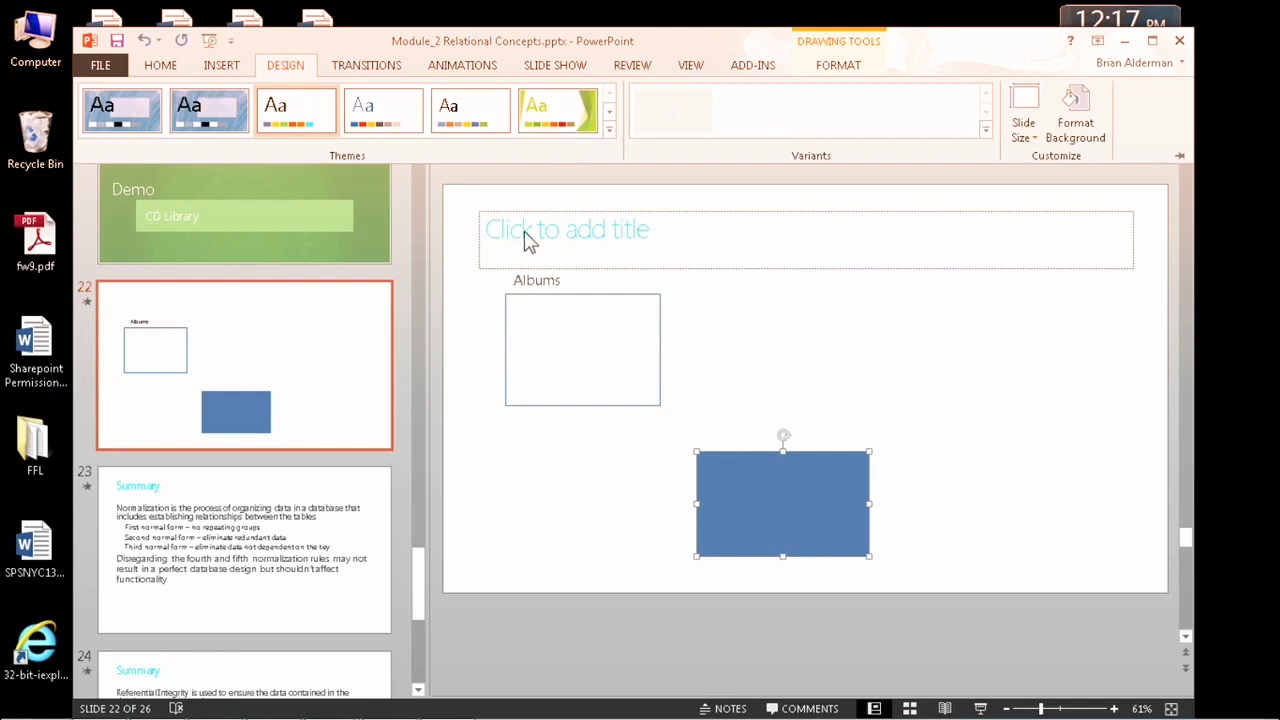 12:17 PM
Module_2 Relational Concepts.pptx - PowerPoint
DRAWING TOOLS
?
FILE
HOME
INSERT
DESIGN
TRANSITIONS
ANIMATIONS
SLIDE SHOW
REVIEW
VIEW
ADD-INS
FORMAT
Brian Alderman
Aa
Aa
Aa
Aa
Aa
Aa
Slide
Size
Format
Background
Themes
Variants
Customize
Computer
Recycle Bin
PDF
fw9.pdf
Sharepoint
Permission...
FFL
SPSNYC13...
32-bit-iexpl...
Demo
CD Library
22
Albums
23
Summary
Normalization is the process of organizing data in a database that
includes establishing relationships between the tables
First normal form – no repeating groups
Second normal form – eliminate redundant data
Third normal form – eliminate data not dependent on the key
Disregarding the fourth and fifth normalization rules may not
result in a perfect database design but shouldn't affect
functionality
24
Summary
Referential Integrity is used to ensure the data contained in the
Click to add title
Albums
SLIDE 22 OF 26
NOTES
COMMENTS
61%